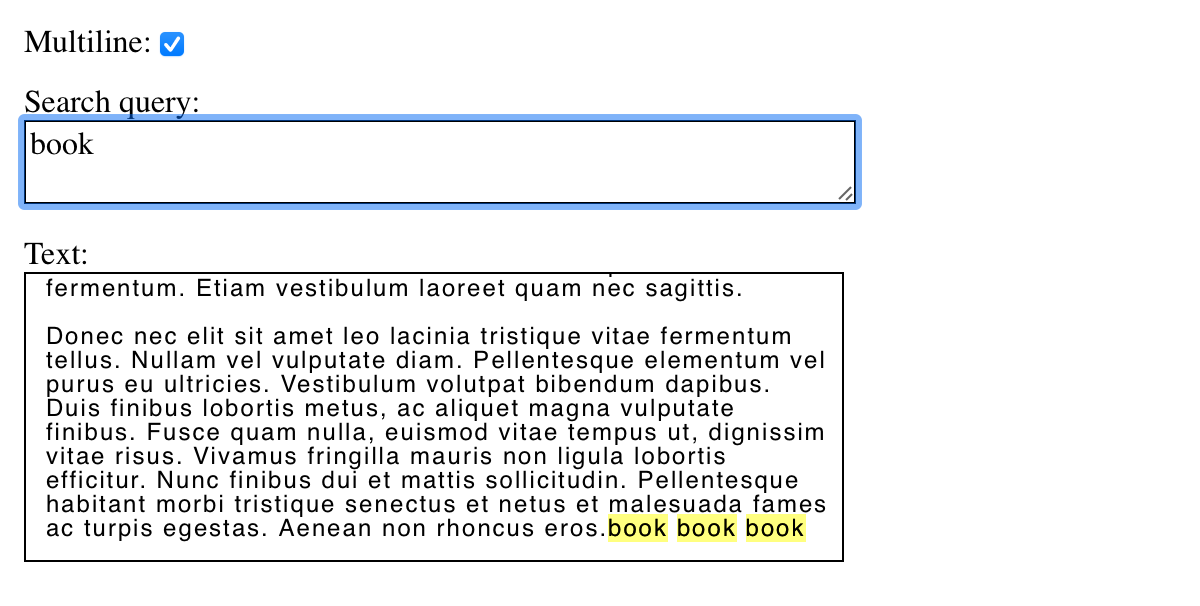 Multiline:
Search query:
book
Text:
fermentum. Etiam vestibulum laoreet quam nec sagittis.
Donec nec elit sit amet leo lacinia tristique vitae fermentum
tellus. Nullam vel vulputate diam. Pellentesque elementum vel
purus eu ultricies. Vestibulum volutpat bibendum dapibus.
Duis finibus lobortis metus, ac aliquet magna vulputate
finibus. Fusce quam nulla, euismod vitae tempus ut, dignissim
vitae risus. Vivamus fringilla mauris non ligula lobortis
efficitur. Nunc finibus dui et mattis sollicitudin. Pellentesque
habitant morbi tristique senectus et netus et malesuada fames
ac turpis egestas. Aenean non rhoncus eros.book book book